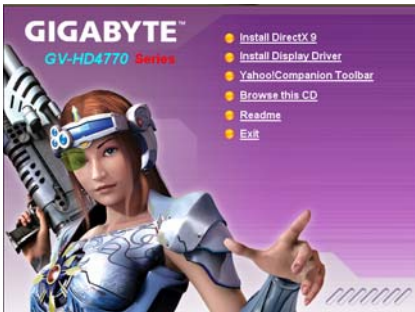 GIGABYTE™
GV-HD4770 Series
Install DirectX 9
Install Display Driver
Yahoo!Companion Toolbar
Browse this CD
Readme
Exit